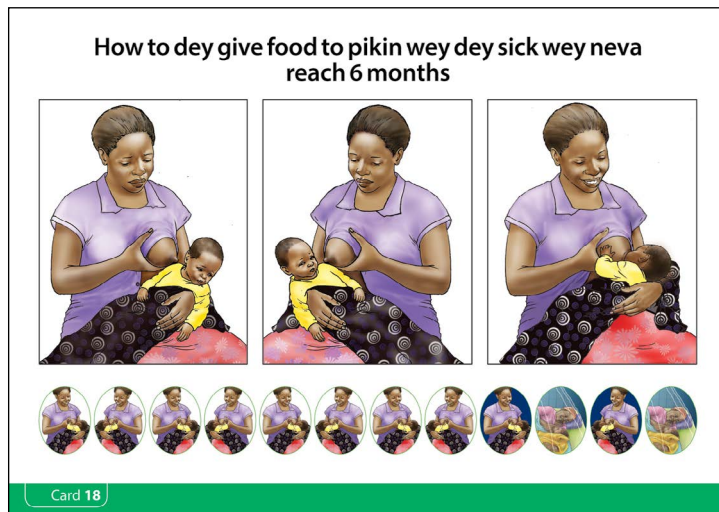 How to dey give food to pikin wey dey sick wey neva
reach 6 months
Card 18